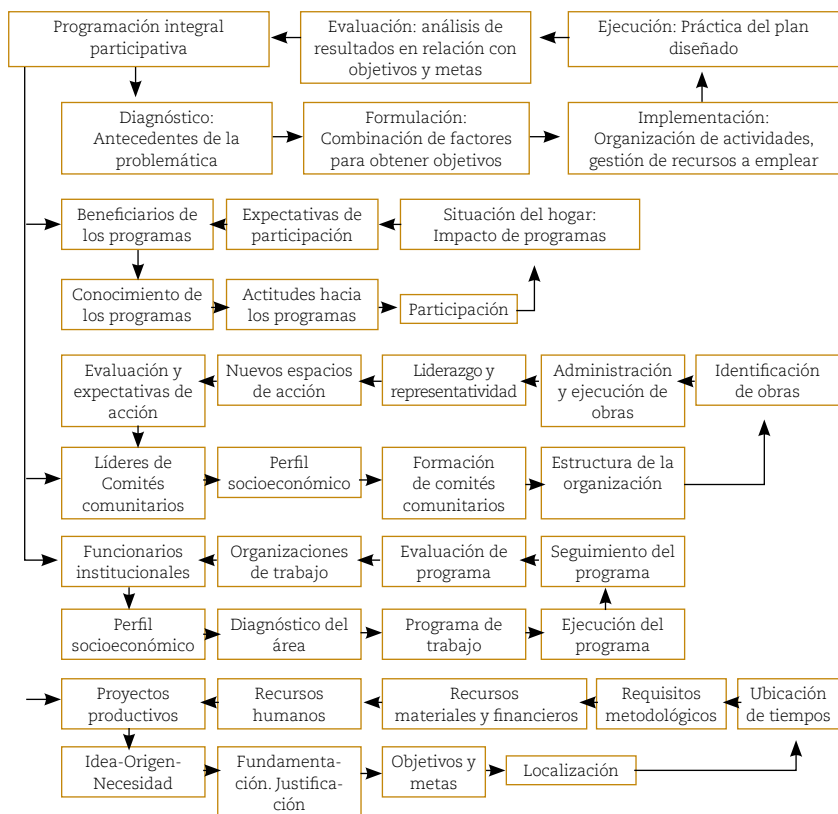 Programación integral
participativa
Evaluación: análisis de
resultados en relación con
objetivos y metas
Ejecución: Práctica del plan
diseñado
Diagnóstico:
Antecedentes de la
problemática
Formulación:
Combinación de factores
para obtener objetivos
Implementación:
Organización de actividades,
gestión de recursos a emplear
Beneficiarios de
los programas
Expectativas de
participación
Situación del hogar:
Impacto de programas
Conocimiento de
los programas
Actitudes hacia
los programas
Participación
Evaluación y
expectativas de
acción
Nuevos espacios
de acción
Liderazgo y
representatividad
Administración
y ejecución de
obras
Identificación
de obras
Líderes de
Comités
comunitarios
Perfil
socioeconómico
Formación
de comités
comunitarios
Estructura de la
organización
Funcionarios
institucionales
Organizaciones
de trabajo
Evaluación de
programa
Seguimiento del
programa
Perfil
socioeconómico
Diagnóstico del
área
Programa de
trabajo
Ejecución del
programa
Proyectos
productivos
Recursos
humanos
Recursos
materiales y financieros
Requisitos
metodológicos
Ubicación
de tiempos
Idea-Origen-
Necesidad
Fundamenta-
ción. Justifica-
ción
Objetivos y
metas
Localización